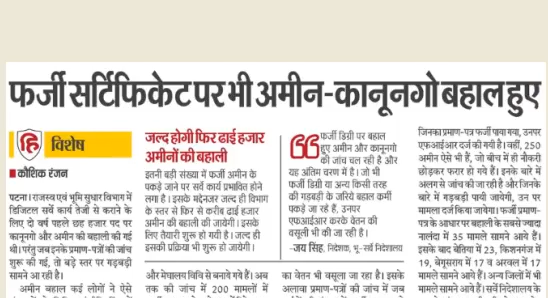 फर्जी सर्टिफिकेट पर भी अमीन-कानूनगो बहाल हुए
हि विशेष
कौशिक रंजन
पटना। राजस्व एवं भूमि सुधार विभाग में
डिजिटल सर्वे कार्य तेजी से कराने के
लिए दो वर्ष पहले छह हजार पद पर
कानूनगो और अमीन की बहाली की गई
थी। परंतु जब इनके प्रमाण-पत्रों की जांच
शुरू की गई, तो बड़े स्तर पर गड़बड़ी
सामने आ रही है।
अमीन बहाल कई लोगों ने ऐसे
जल्द होगी फिर ढाई हजार
अमीनों की बहाली
इतनी बड़ी संख्या में फर्जी अमीन के
पकड़े जाने पर सर्वे कार्य प्रभावित होने
लगा है। इसके मद्देनजर जल्द ही विभाग
के स्तर से फिर से करीब ढाई हजार
अमीन की बहाली की जायेगी। इसके
लिए तैयारी शुरू हो गयी है। जल्द ही
इसकी प्रक्रिया भी शुरू हो जायेगी।
और मेघालय विवि से बनाये गये हैं। अब
तक की जांच में 200 मामलों में
फर्जी डिग्री पर बहाल
हुए अमीन और कानूनगो
की जांच चल रही है और
यह अंतिम चरण में है। जो भी
फर्जी डिग्री या अन्य किसी तरह
की गड़बड़ी के जरिये बहाल कर्मी
पकड़े जा रहे हैं, उनपर
एफआईआर करके वेतन की
वसूली भी की जा रही है।
-जय सिंह, निदेशक, भू- सर्वे निदेशालय
का वेतन भी वसूला जा रहा है। इसके
अलावा प्रमाण-पत्रों की जांच में जब
जिनका प्रमाण-पत्र फर्जी पाया गया, उनपर
एफआईआर दर्ज की गयी है। वहीं, 250
अमीन ऐसे भी हैं, जो बीच में ही नौकरी
छोड़कर फरार हो गये हैं। इनके बारे में
अलग से जांच की जा रही है और जिनके
बारे में गड़बड़ी पायी जायेगी, उन पर
मामला दर्ज किया जायेगा। फर्जी प्रमाण-
पत्र के आधार पर बहाली के सबसे ज्यादा
नालंदा में 35 मामले सामने आये हैं।
इसके बाद बेतिया में 23, किशनगंज में
19, बेगूसराय में 17 व अरवल में 17
मामले सामने आये हैं। अन्य जिलों में भी
मामले सामने आये हैं। सर्वे निदेशालय के